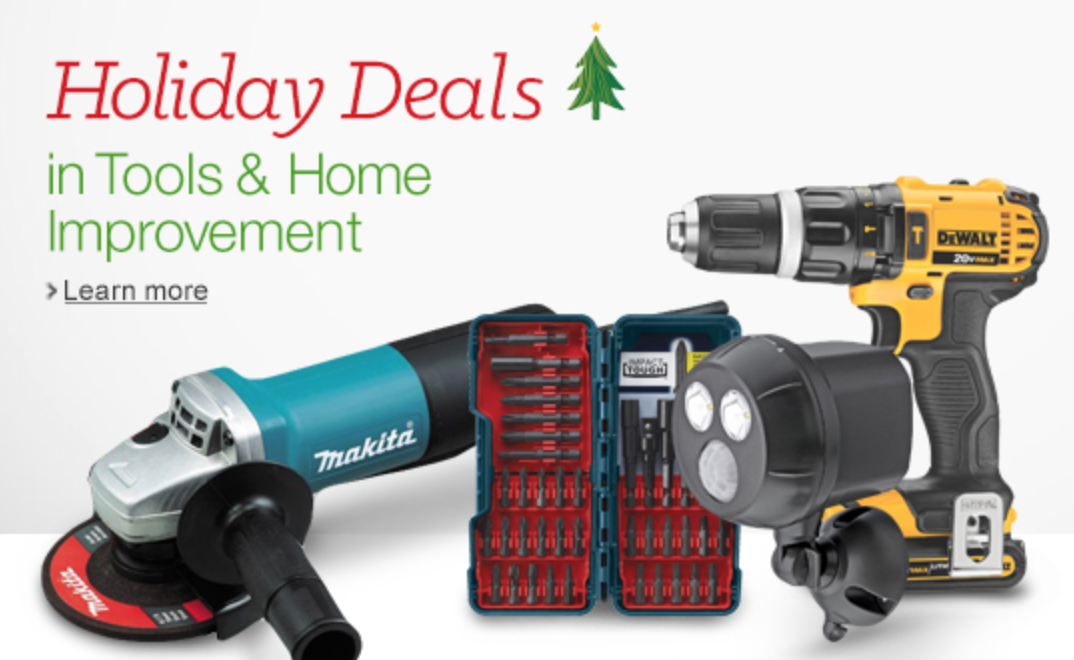 Holiday Deals
in Tools & Home
Improvement
Learn more
DEWALT
20V MAX
IMPACT
TOUGH
makita
makita